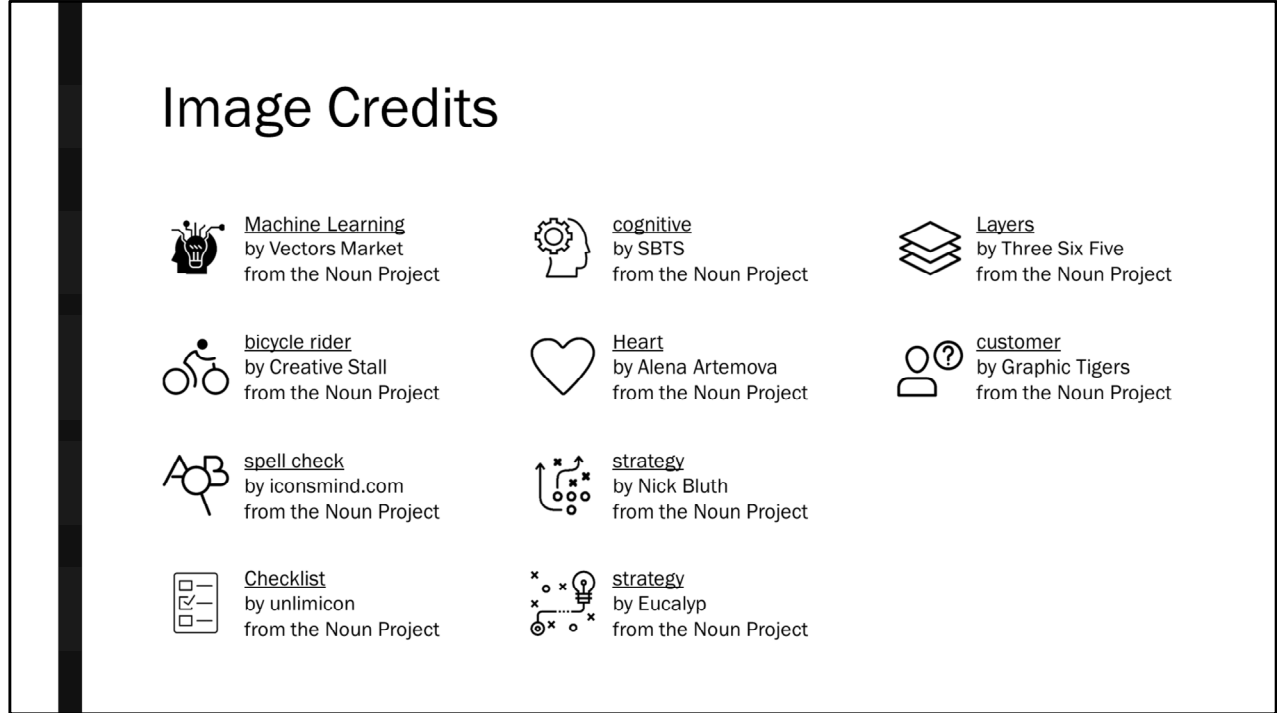 Image Credits
Machine Learning
by Vectors Market
from the Noun Project
cognitive
by SBTS
from the Noun Project
Layers
by Three Six Five
from the Noun Project
bicycle rider
by Creative Stall
from the Noun Project
Heart
by Alena Artemova
from the Noun Project
?
customer
by Graphic Tigers
from the Noun Project
A B
spell check
by iconsmind.com
from the Noun Project
strategy
by Nick Bluth
from the Noun Project
Checklist
by unlimicon
from the Noun Project
strategy
by Eucalyp
from the Noun Project